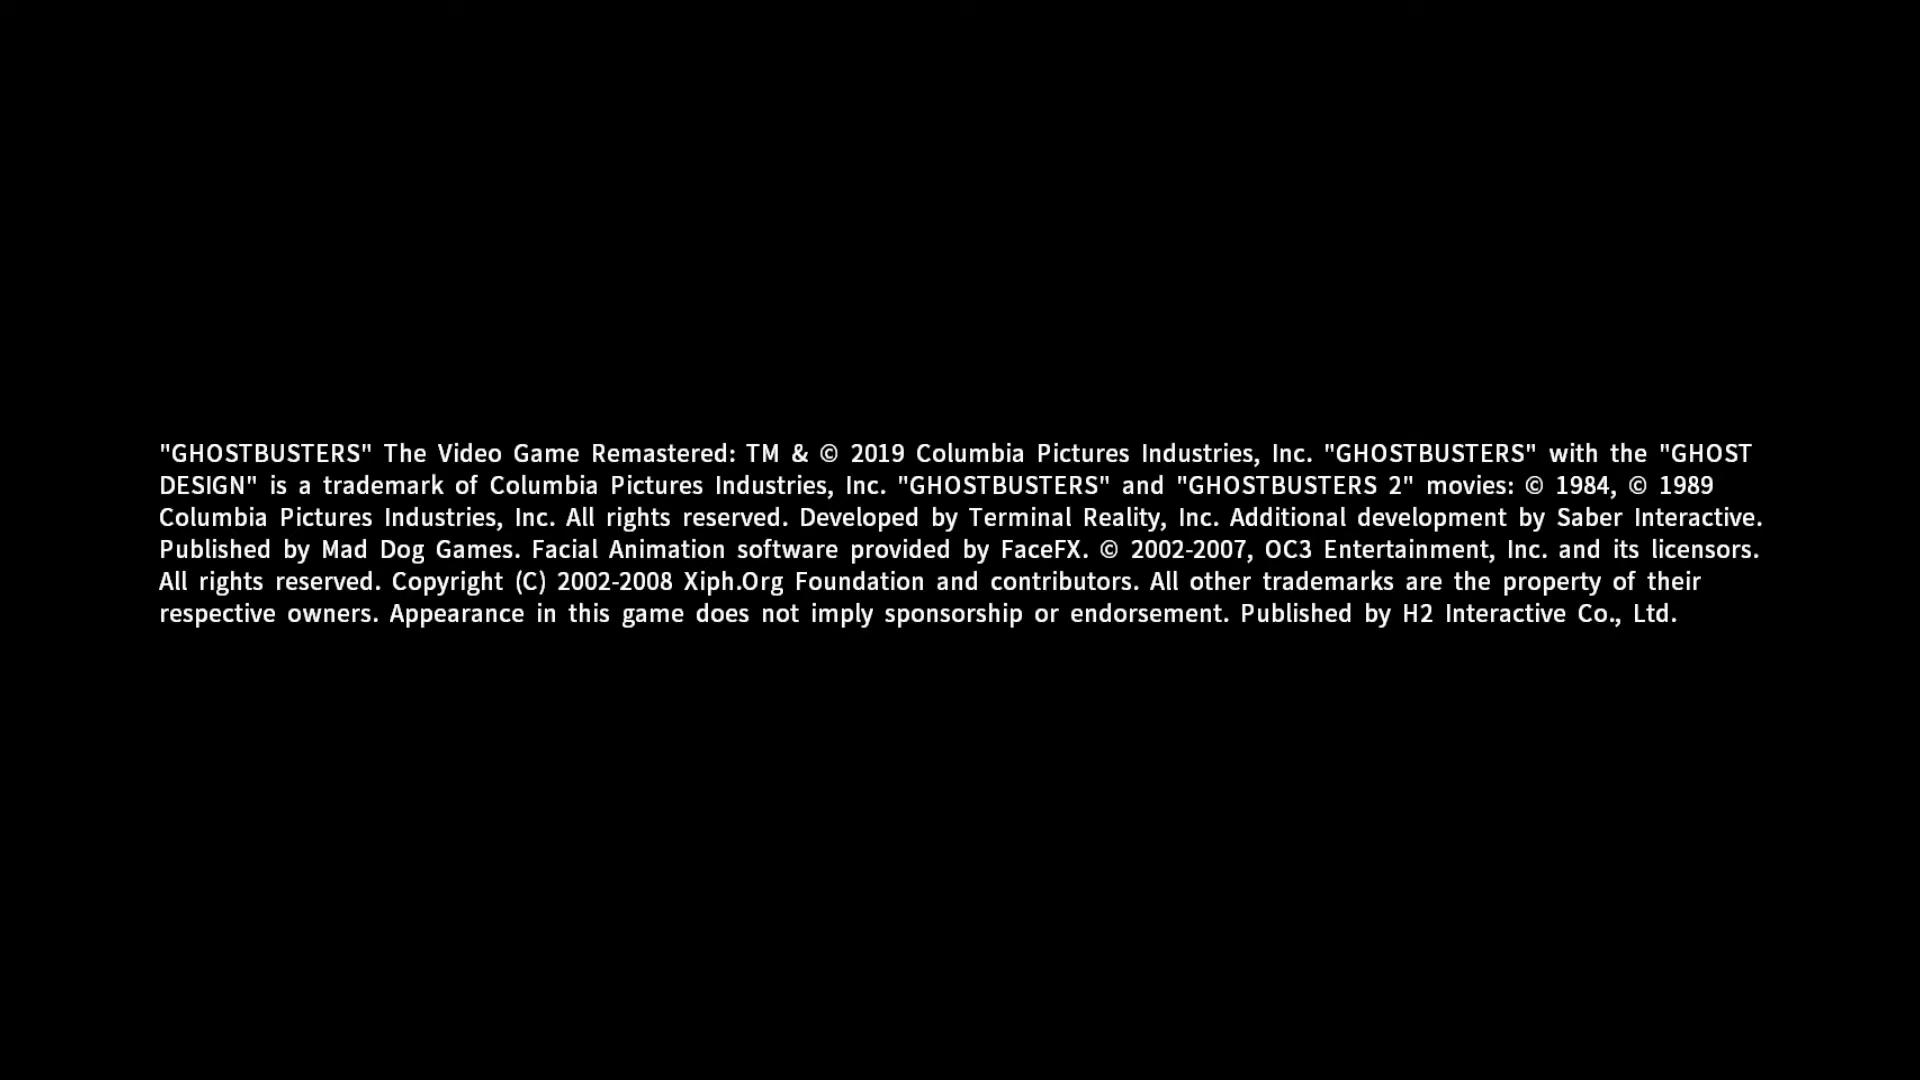 "GHOSTBUSTERS" The Video Game Remastered: TM & © 2019 Columbia Pictures Industries, Inc. "GHOSTBUSTERS" with the "GHOST
DESIGN" is a trademark of Columbia Pictures Industries, Inc. "GHOSTBUSTERS" and "GHOSTBUSTERS 2" movies: © 1984, © 1989
Columbia Pictures Industries, Inc. All rights reserved. Developed by Terminal Reality, Inc. Additional development by Saber Interactive.
Published by Mad Dog Games. Facial Animation software provided by FaceFX. © 2002-2007, OC3 Entertainment, Inc. and its licensors.
All rights reserved. Copyright (C) 2002-2008 Xiph.Org Foundation and contributors. All other trademarks are the property of their
respective owners. Appearance in this game does not imply sponsorship or endorsement. Published by H2 Interactive Co., Ltd.